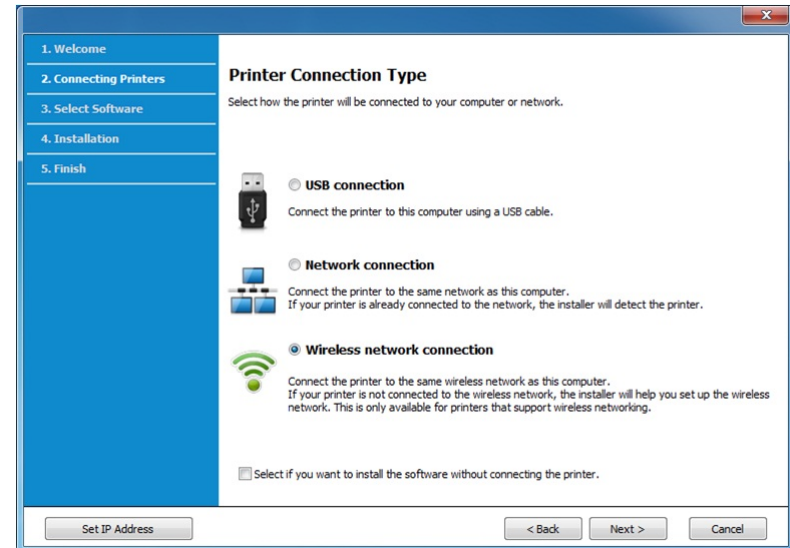 1. Welcome
2. Connecting Printers
3. Select Software
4. Installation
5. Finish
Printer Connection Type
Select how the printer will be connected to your computer or network.
USB connection
Connect the printer to this computer using a USB cable.
Network connection
Connect the printer to the same network as this computer.
If your printer is already connected to the network, the installer will detect the printer.
Wireless network connection
Connect the printer to the same wireless network as this computer.
If your printer is not connected to the wireless network, the installer will help you set up the wireless
network. This is only available for printers that support wireless networking.
Select if you want to install the software without connecting the printer.
Set IP Address
< Back
Next >
Cancel